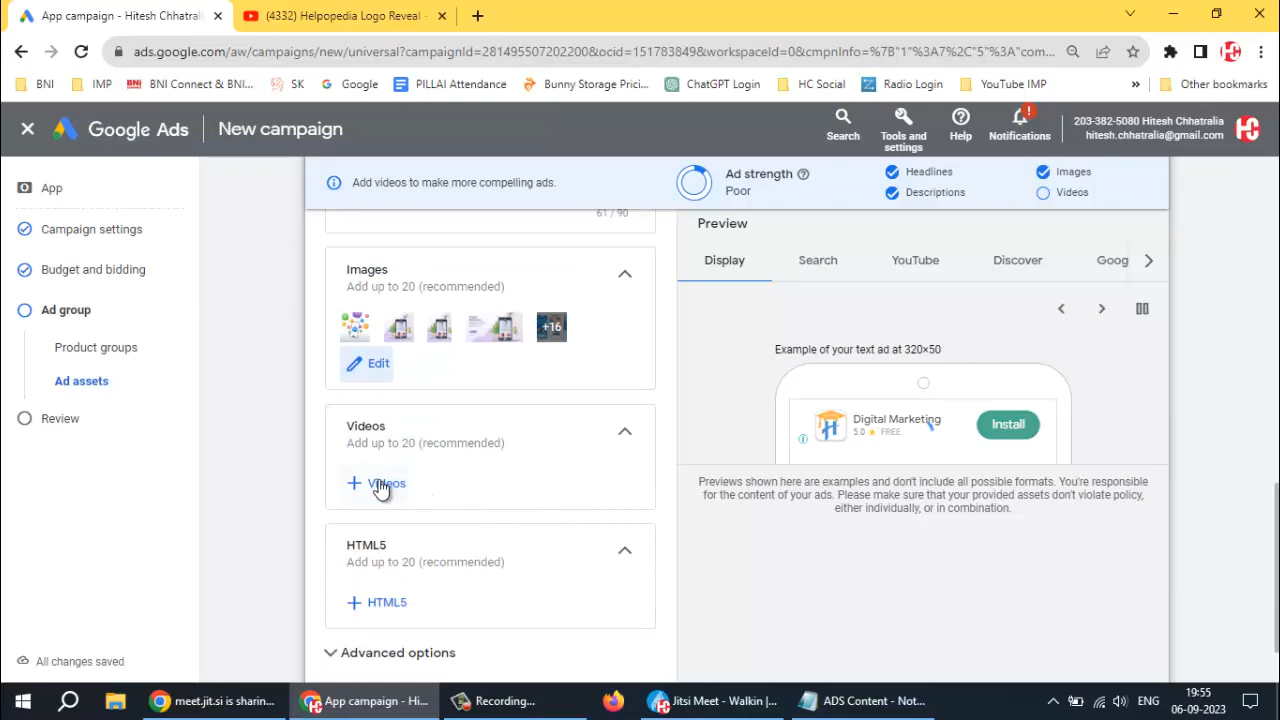 App campaign - Hitesh Chhatrali
(4332) Helpopedia Logo Reveal -
ads.google.com/aw/campaigns/new/universal?campaignId=281495507202200&ocid=151783849&workspaceId=0&cmpnInfo=%7B"1"%3A7%2C"5"%3A"com...
BNI
IMP
BNI Connect & BNI...
SK
Google
PILLAI Attendance
Bunny Storage Prici...
ChatGPT Login
HC Social
Radio Login
YouTube IMP
»
Other bookmarks
Google Ads
New campaign
Search
Tools and
settings
Help
Notifications
203-382-5080 Hitesh Chhatralia
hitesh.chhatralia@gmail.com
App
Campaign settings
Budget and bidding
Ad group
Product groups
Ad assets
Review
All changes saved
Add videos to make more compelling ads.
Ad strength
Poor
Headlines
Descriptions
Images
Videos
61 / 90
Images
Add up to 20 (recommended)
+16
Edit
Videos
Add up to 20 (recommended)
+ Videos
HTML5
Add up to 20 (recommended)
+ HTML5
Advanced options
Preview
Display
Search
YouTube
Discover
Goog
Example of your text ad at 320×50
Digital Marketing
5.0 ★ FREE
Install
Previews shown here are examples and don't include all possible formats. You're responsible
for the content of your ads. Please make sure that your provided assets don't violate policy,
either individually, or in combination.
meet.jit.si is sharin...
App campaign - Hi...
Recording...
Jitsi Meet - Walkin |...
ADS Content - Not...
ENG
19:55
06-09-2023